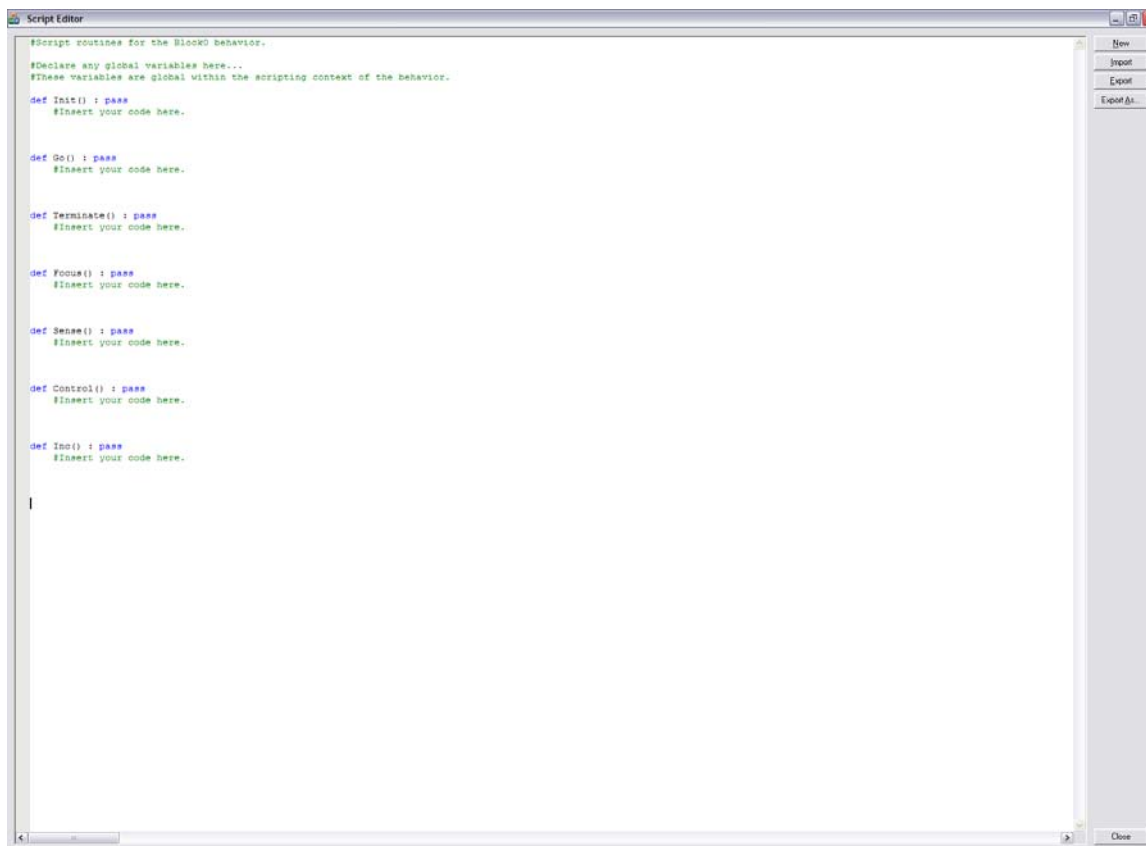 Script Editor
#Script routines for the Block0 behavior.
#Declare any global variables here...
#These variables are global within the scripting context of the behavior.
def Init() : pass
#Insert your code here.
def Go() : pass
#Insert your code here.
def Terminate() : pass
#Insert your code here.
def Focus() : pass
#Insert your code here.
def Sense() : pass
#Insert your code here.
def Control() : pass
#Insert your code here.
def Inc() : pass
#Insert your code here.
New
Import
Export
Export As...
Close